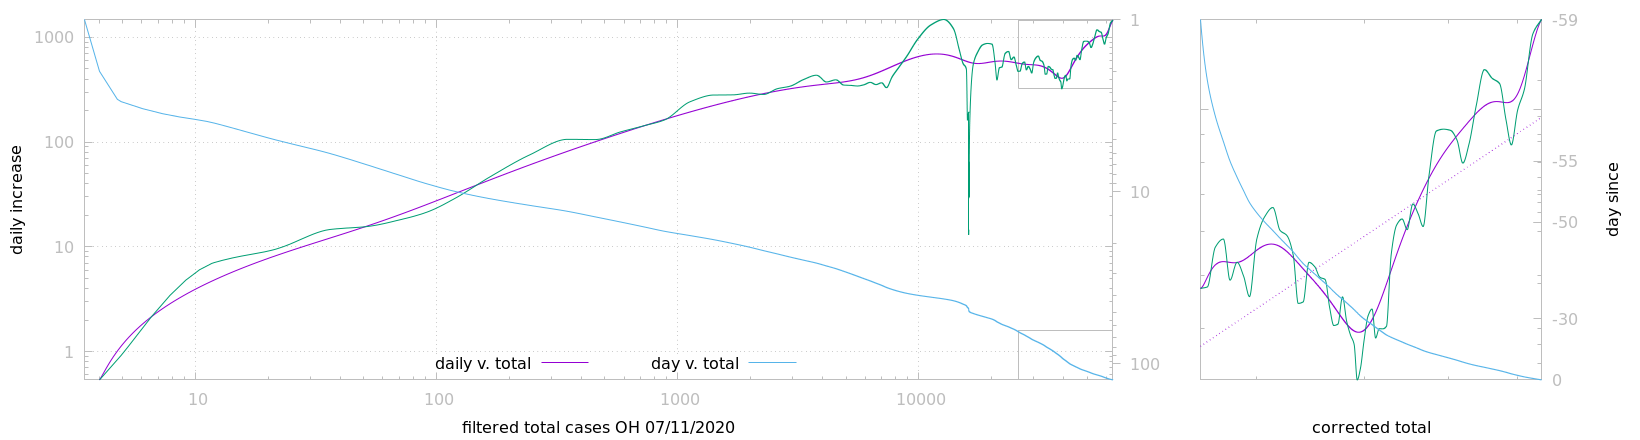 daily increase
1000
100
10
1
daily v. total
day v. total
10
100
1000
10000
filtered total cases OH 07/11/2020
1
10
100
-59
-55
-50
-30
0
day since
corrected total